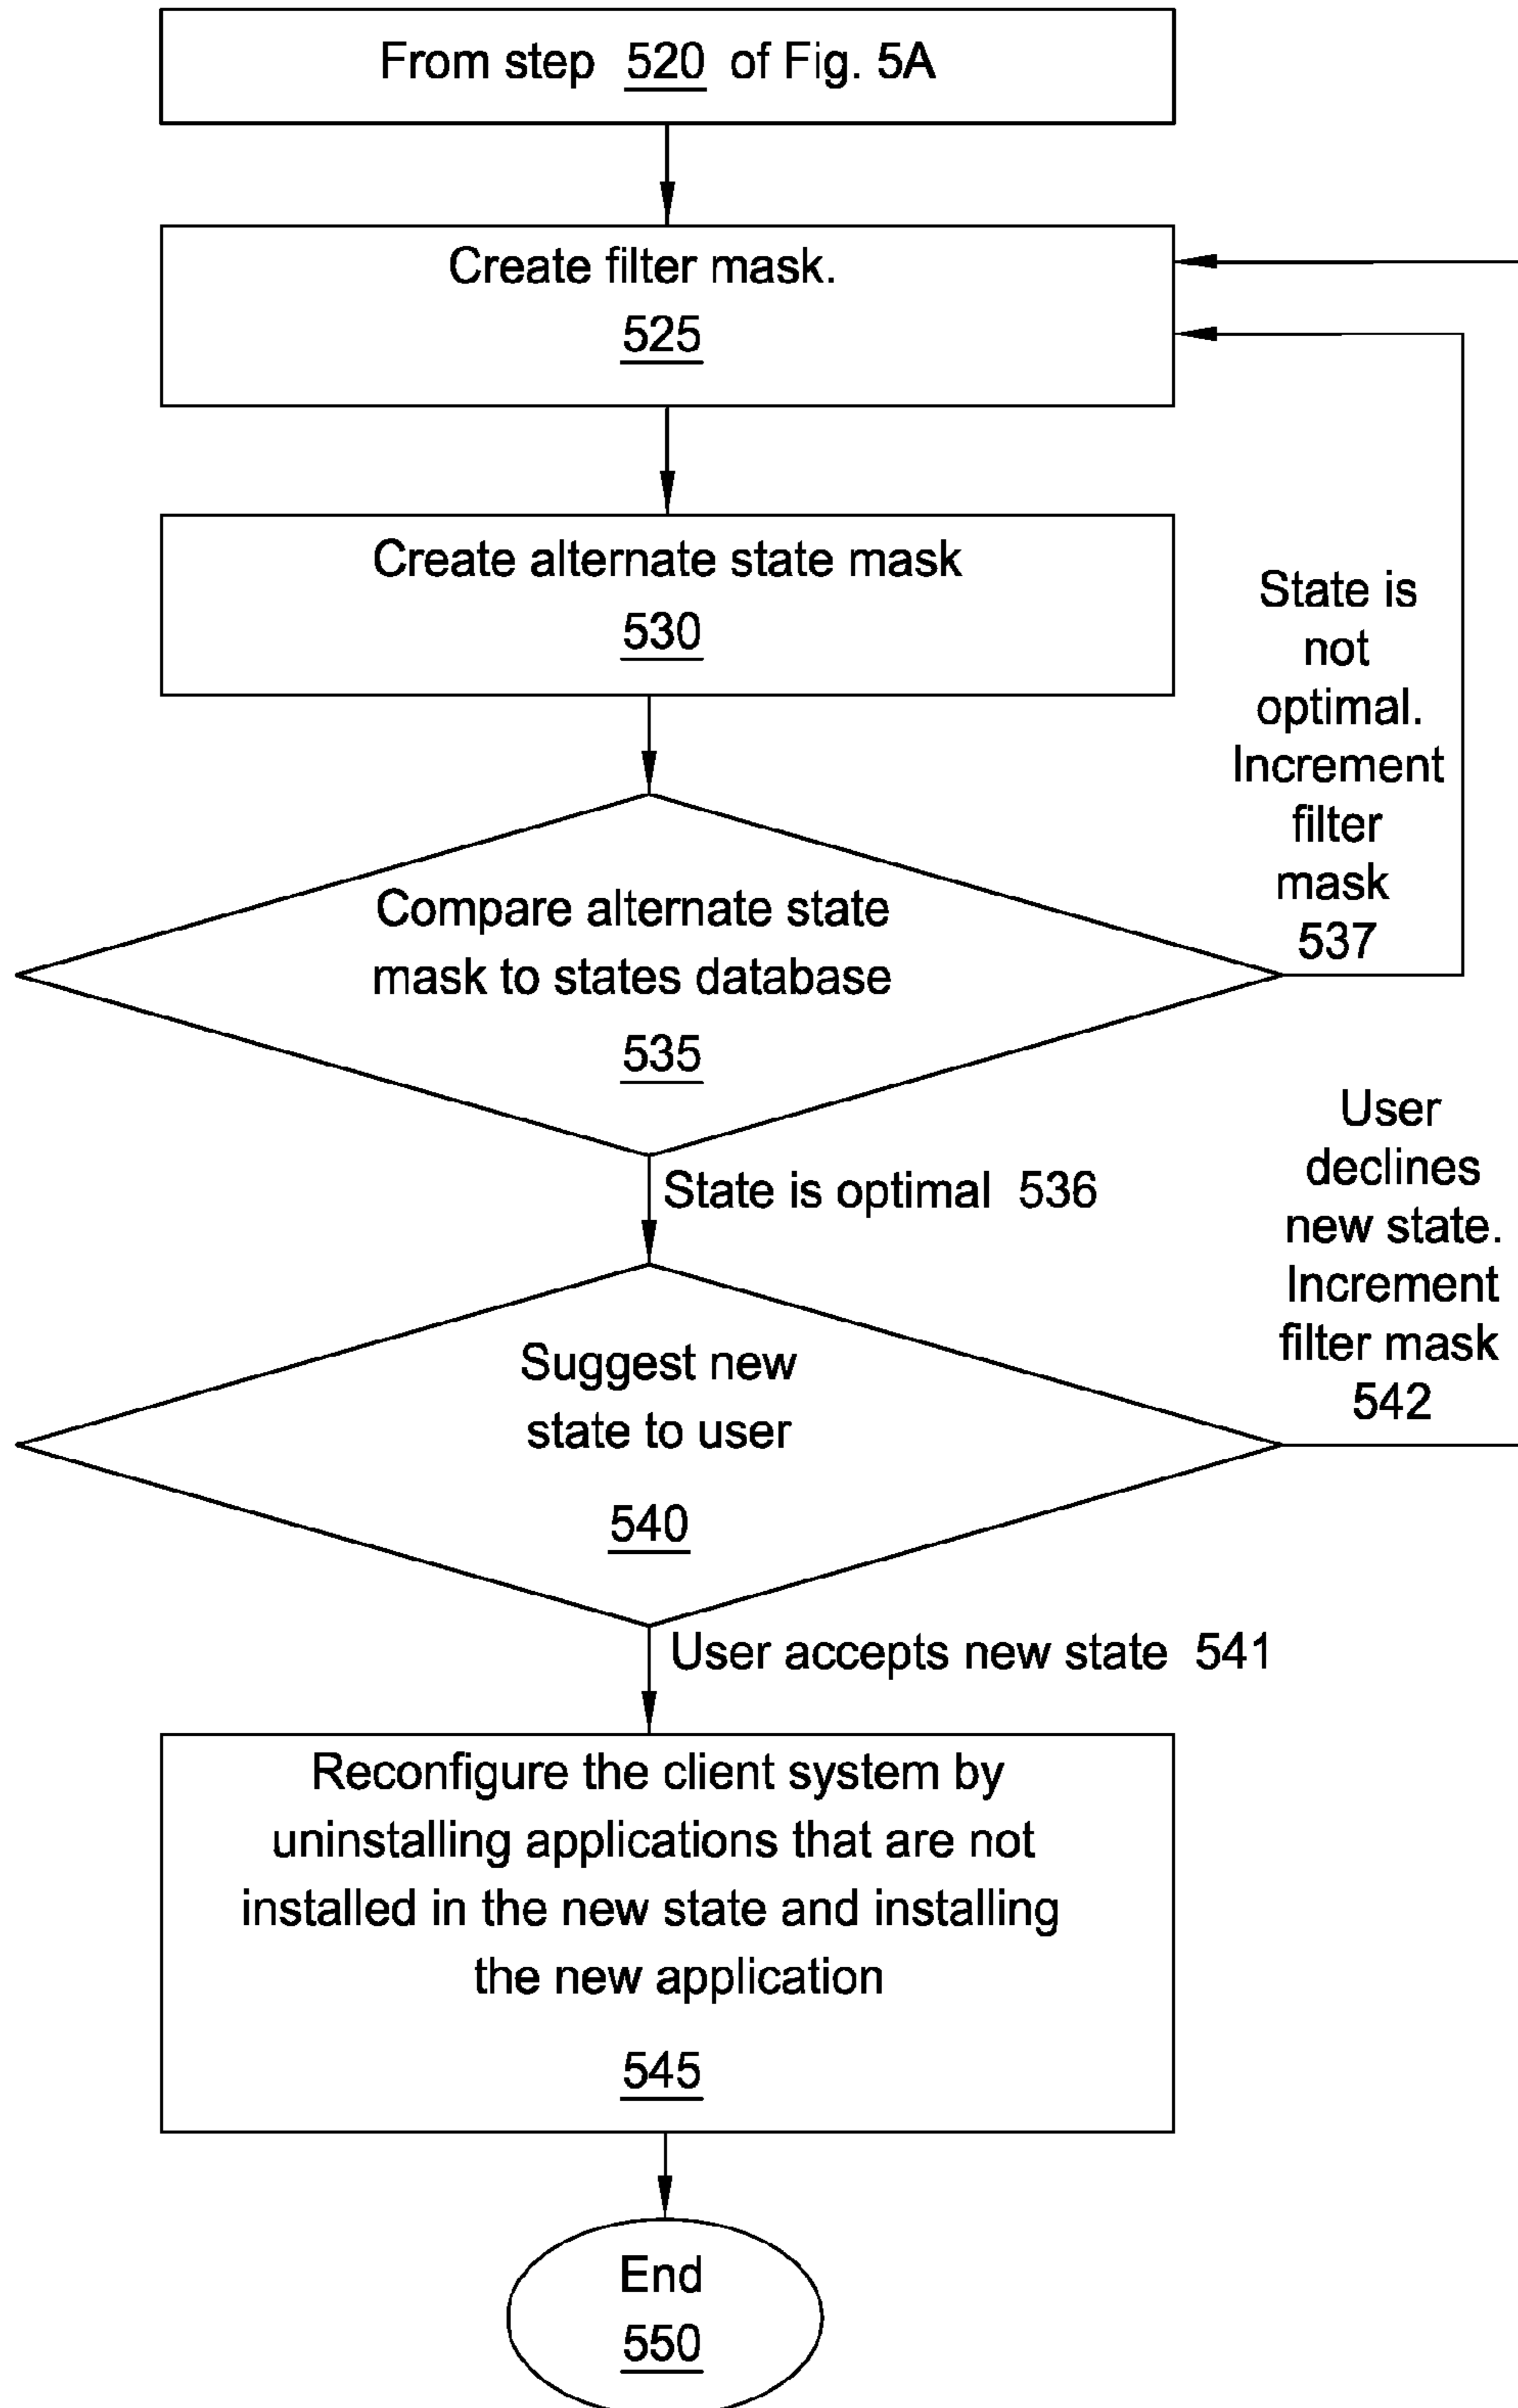 From step 520 of Fig. 5A
Create filter mask.
525
Create alternate state mask
530
State is
not
optimal.
Increment
filter
mask
537
Compare alternate state
mask to states database
535
State is optimal 536
User
declines
new state.
Increment
filter mask
542
Suggest new
state to user
540
User accepts new state 541
Reconfigure the client system by
uninstalling applications that are not
installed in the new state and installing
the new application
545
End
550